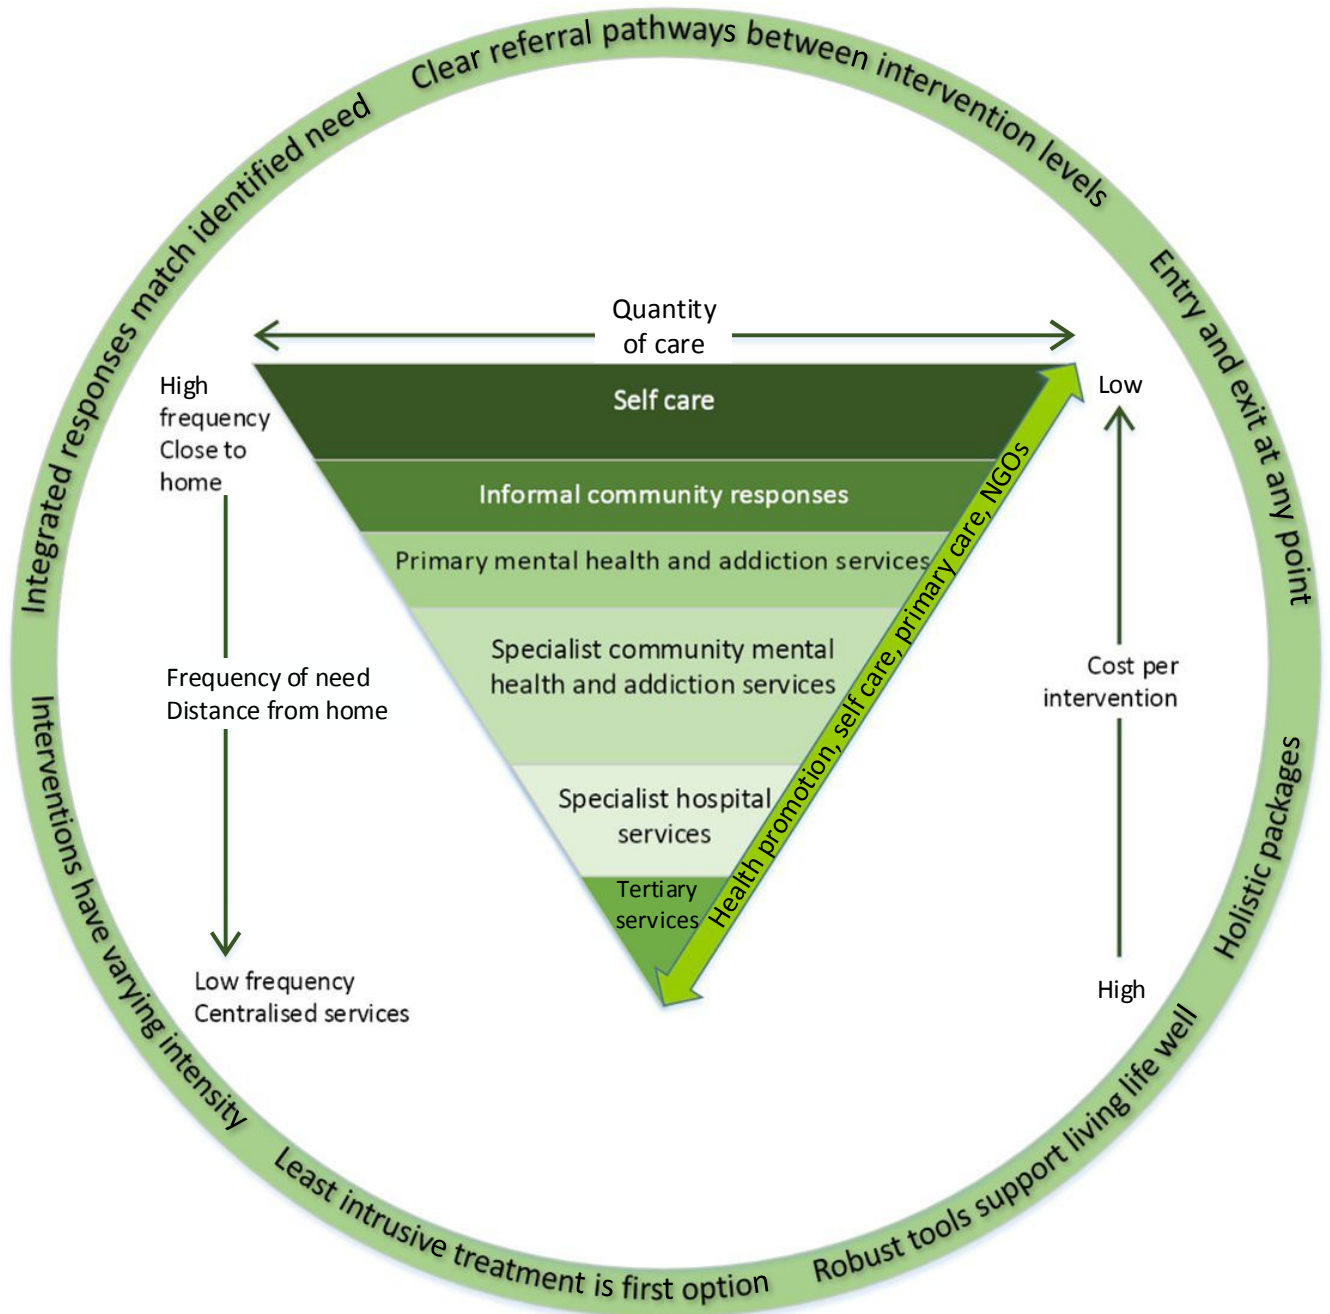 Clear referral pathways between intervention levels
Entry and exit at any point
Holistic packages
Robust tools support living life well
Least intrusive treatment is first option
Interventions have varying intensity
Integrated responses match identified need
Quantity
of care
High
frequency
Close to
home
Frequency of need
Distance from home
Low frequency
Centralised services
Self care
Informal community responses
Primary mental health and addiction services
Specialist community mental
health and addiction services
Specialist hospital
services
Tertiary
services
Health promotion, self care, primary care, NGOs
Low
Cost per
intervention
High